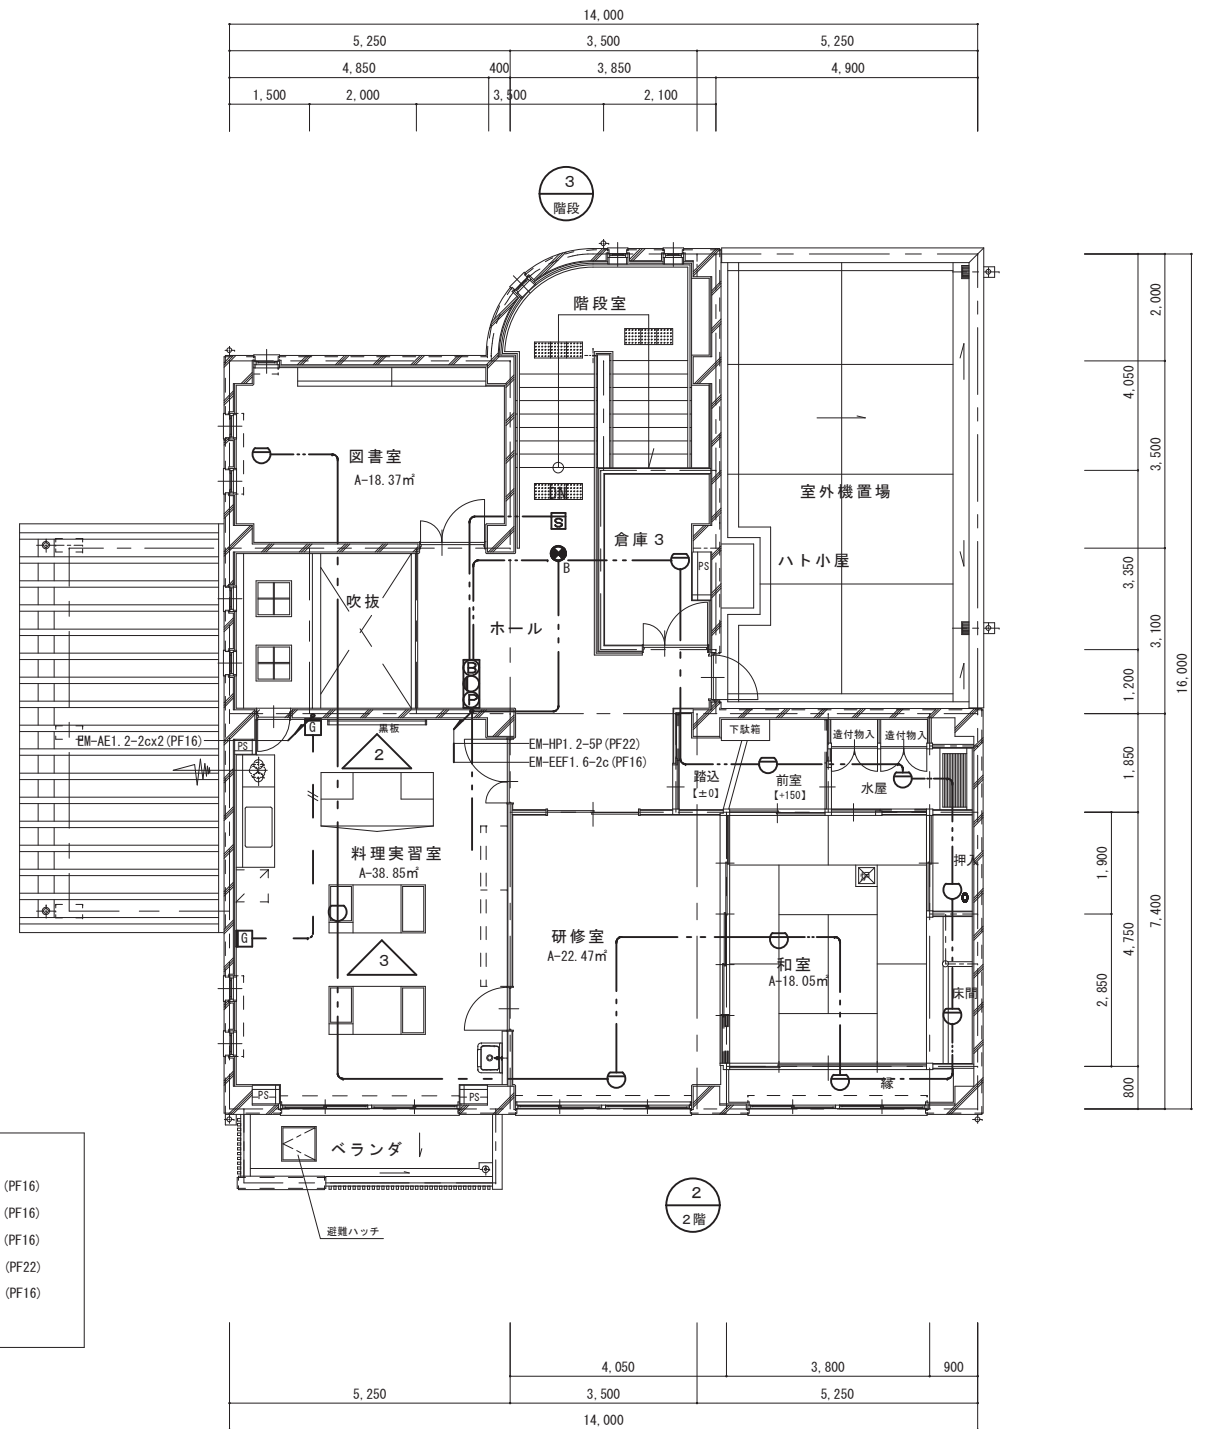 14,000
5,250 3,500 5,250
4,850 400 3,850 4,900
1,500 2,000 3,500 2,100
3
階段
2,000
階段室
4,050
図書室
A-18.37㎡
3,500
室外機置場
DN
S
倉庫3
ハト小屋
B
PS
3,350
吹抜
ホール
3,100
B
P
1,200
16,000
G
黒板
下駄箱
造付物入 造付物入
EM-AE1.2-2cx2(PF16)
PS
2
EM-HP1.2-5P(PF22)
EM-EEF1.6-2c(PF16)
踏込
[±0]
前室
[+150]
水屋
1,850
料理実習室
A-38.85㎡
押入
炉
1,900
7,400
研修室
A-22.47㎡
G
3
和室
A-18.05㎡
床間
4,750
2,850
PS
PS
縁
800
ベランダ
避難ハッチ
2
2階
(PF16)
(PF16)
(PF16)
(PF22)
(PF16)
4,050 3,800 900
5,250 3,500 5,250
14,000